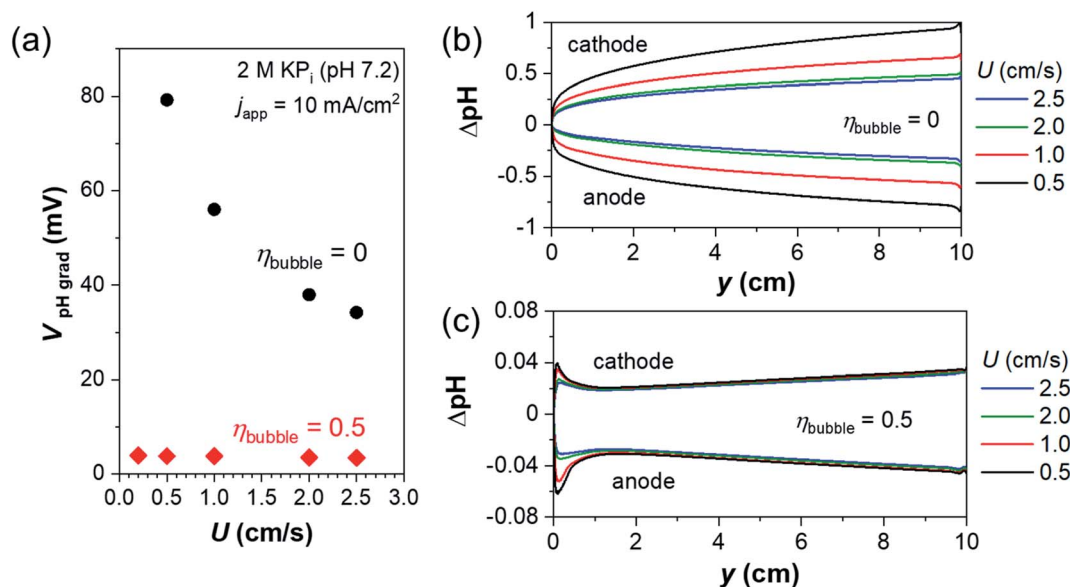 (a)
2 M KPi (pH 7.2)
japp = 10 mA/cm²
80
60
40
20
0
VpH grad (mV)
ηbubble = 0
ηbubble = 0.5
0.0 0.5 1.0 1.5 2.0 2.5 3.0
U (cm/s)
(b)
1
0.5
0
-0.5
-1
ΔpH
cathode
ηbubble = 0
anode
0 2 4 6 8 10
y (cm)
U (cm/s)
2.5
2.0
1.0
0.5
(c)
0.08
0.04
0
-0.04
-0.08
ΔpH
cathode
ηbubble = 0.5
anode
0 2 4 6 8 10
y (cm)
U (cm/s)
2.5
2.0
1.0
0.5